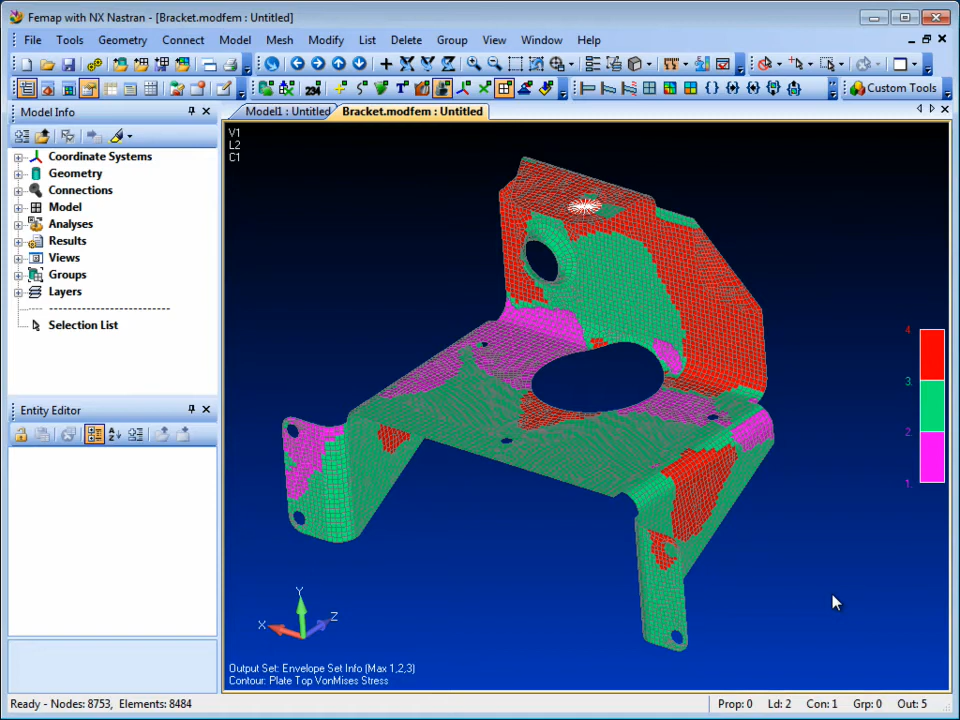 Femap with NX Nastran - [Bracket.modfem : Untitled]
File Tools Geometry Connect Model Mesh Modify List Delete Group View Window Help
234
Custom Tools
Model Info
Model1 : Untitled Bracket.modfem : Untitled
V1
L2
C1
Coordinate Systems
Geometry
Connections
Model
Analyses
Results
Views
Groups
Layers
Selection List
4
3.
2.
1.
Entity Editor
Y
X
Z
Output Set: Envelope Set Info (Max 1,2,3)
Contour: Plate Top VonMises Stress
Ready - Nodes: 8753, Elements: 8484 Prop: 0 Ld: 2 Con: 1 Grp: 0 Out: 5